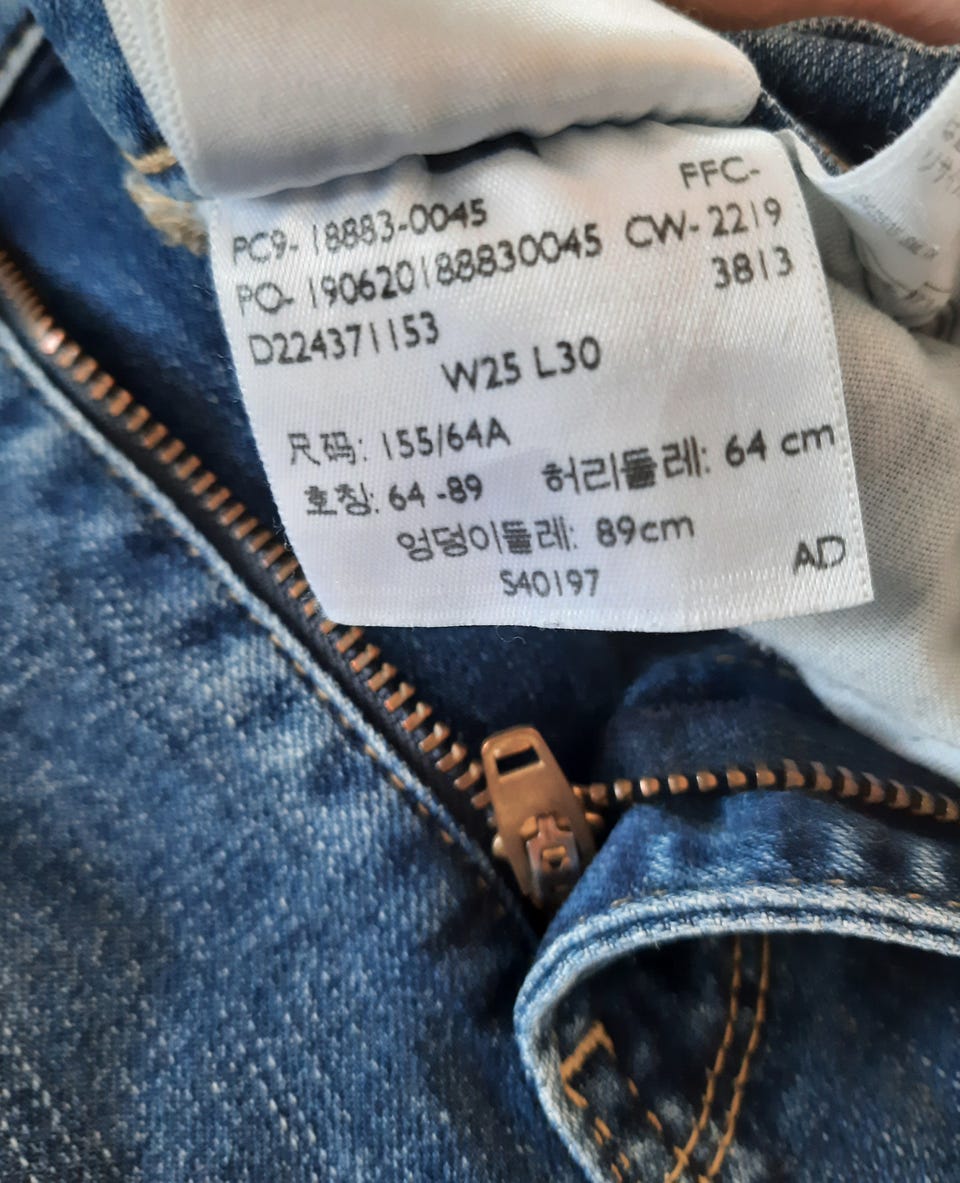 FFC-
PC9- 18883-0045 CW- 2219
PO- 190620188830045 3813
D224371153
W25 L30
尺码: 155/64A
호칭: 64 -89 허리둘레: 64 cm
엉덩이둘레: 89cm
S40197 AD